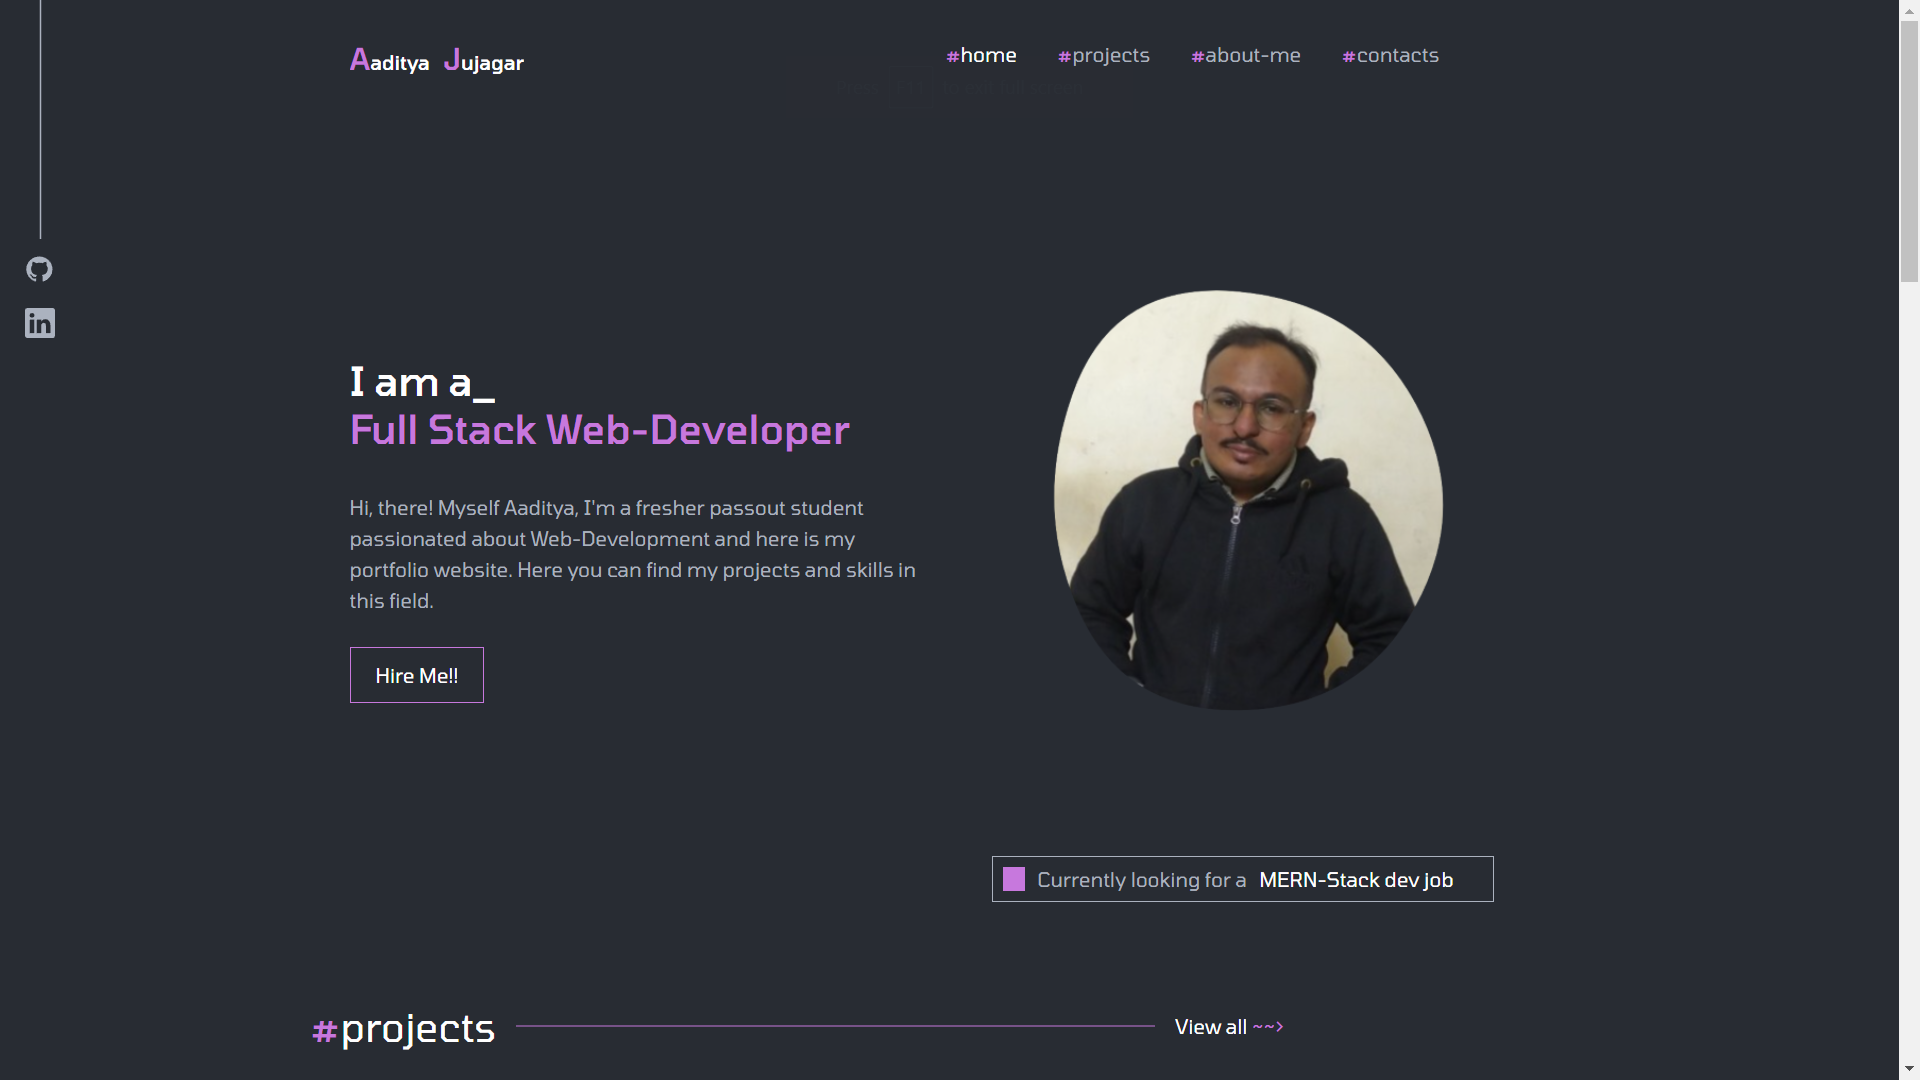 Aaditya Jujagar
#home #projects #about-me #contacts
in
I am a_
Full Stack Web-Developer
Hi, there! Myself Aaditya, I'm a fresher passout student
passionated about Web-Development and here is my
portfolio website. Here you can find my projects and skills in
this field.
Hire Me!!
Currently looking for a MERN-Stack dev job
#projects
View all ~~>